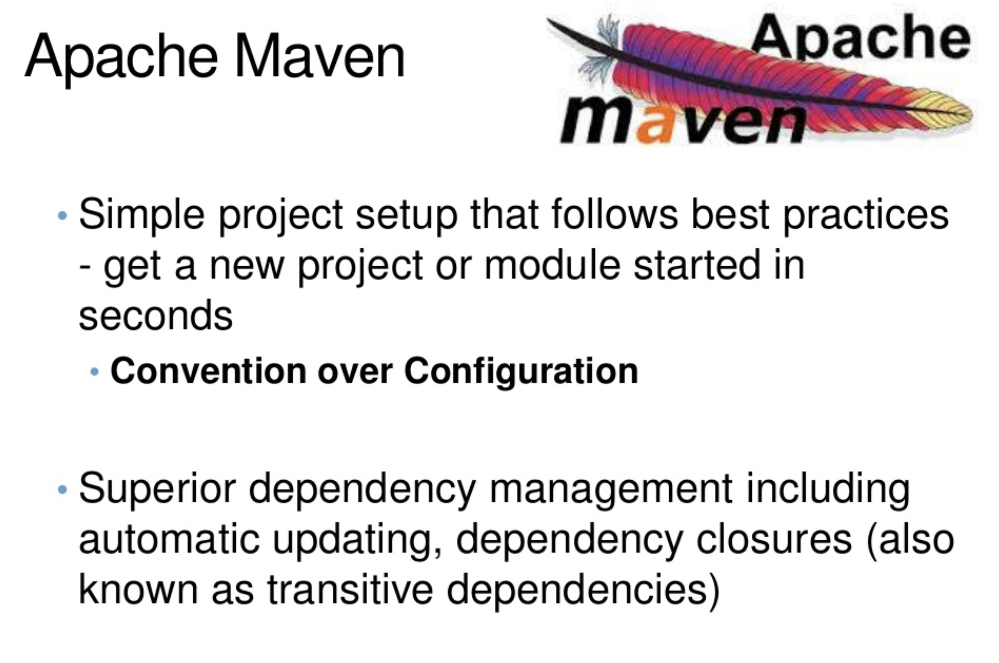 Apache Maven
Apache
maven
• Simple project setup that follows best practices
- get a new project or module started in
seconds
• Convention over Configuration
• Superior dependency management including
automatic updating, dependency closures (also
known as transitive dependencies)